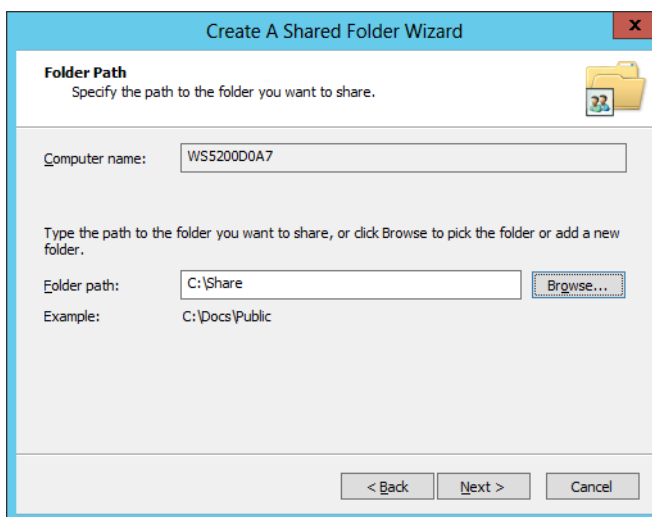 Create A Shared Folder Wizard
x
Folder Path
Specify the path to the folder you want to share.
Computer name:
WS5200D0A7
Type the path to the folder you want to share, or click Browse to pick the folder or add a new
folder.
Folder path:
C:\Share
Browse...
Example:
C:\Docs\Public
< Back
Next >
Cancel